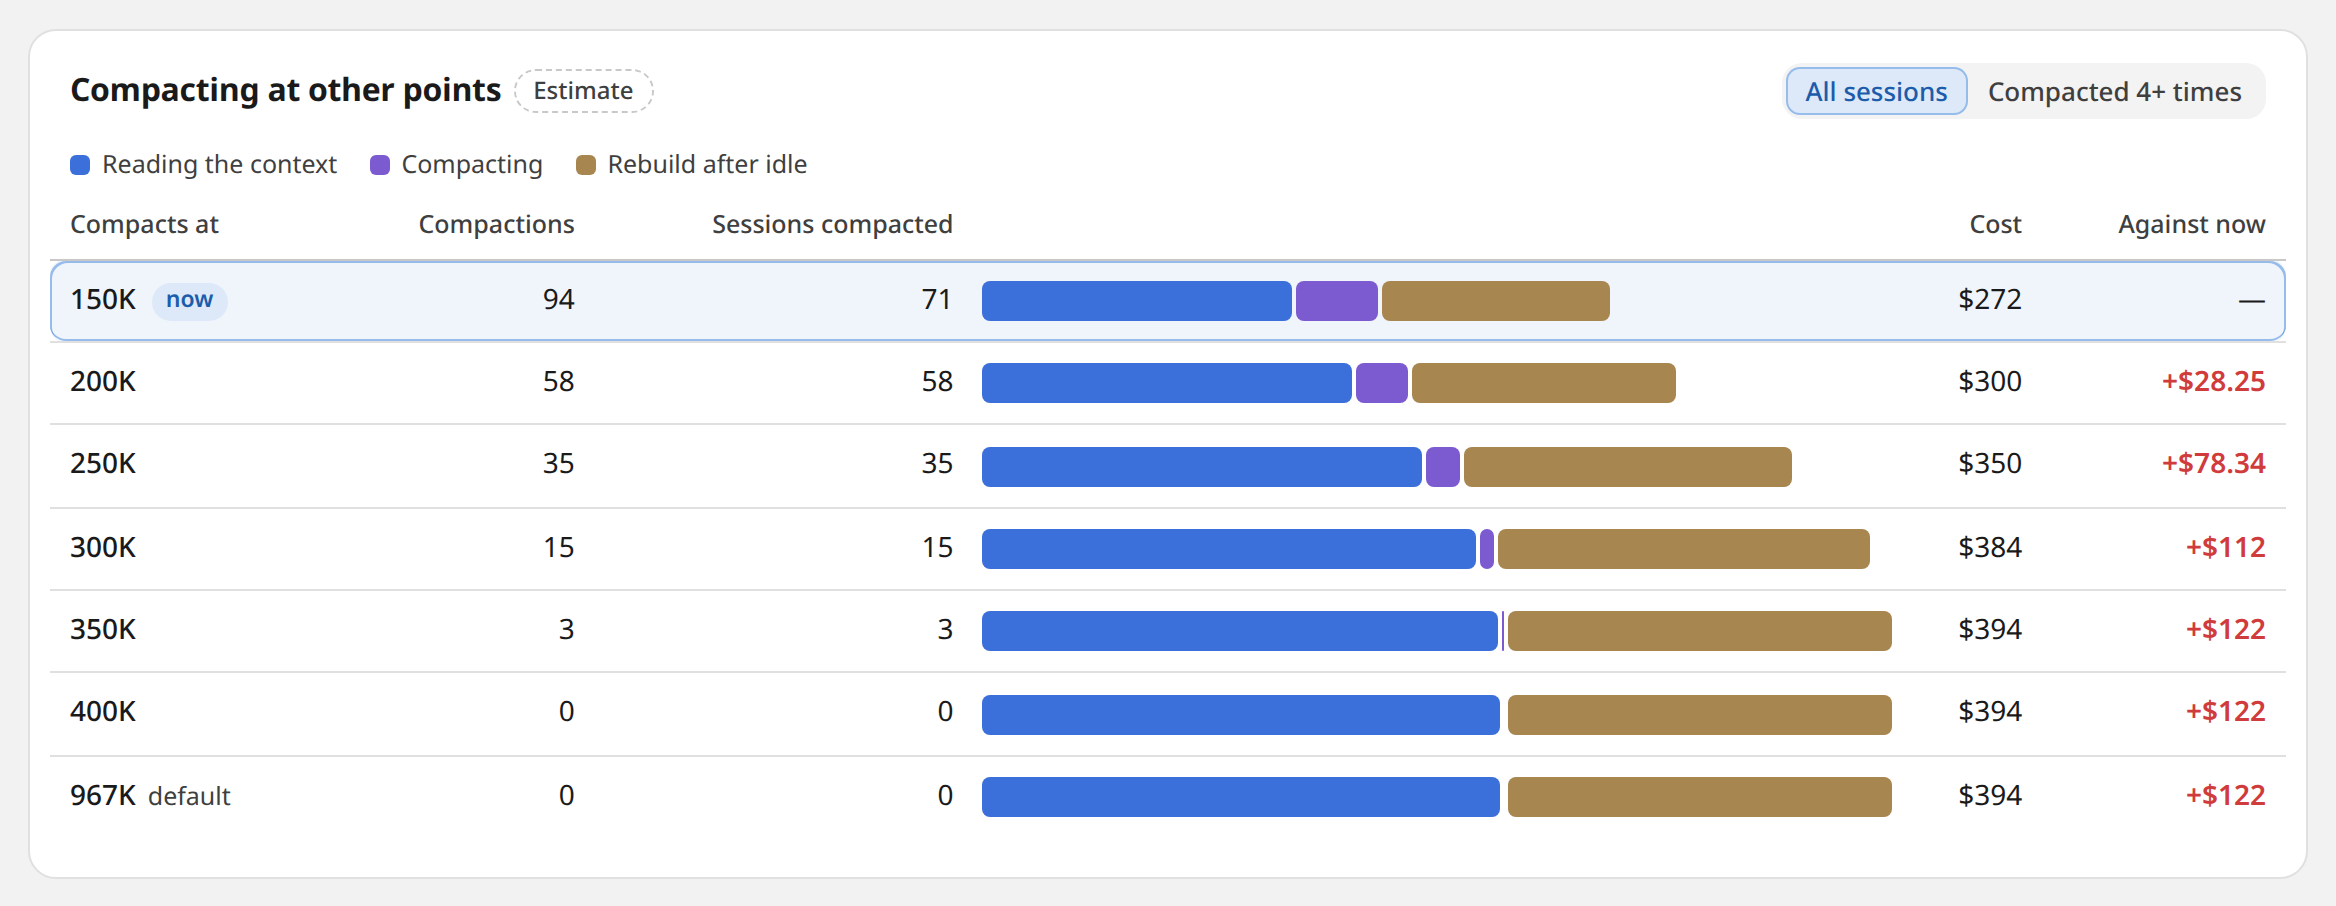 Compacting at other points Estimate All sessions Compacted 4+ times
Reading the context Compacting Rebuild after idle
Compacts at Compactions Sessions compacted Cost Against now
150K now 94 71 $272 —
200K 58 58 $300 +$28.25
250K 35 35 $350 +$78.34
300K 15 15 $384 +$112
350K 3 3 $394 +$122
400K 0 0 $394 +$122
967K default 0 0 $394 +$122